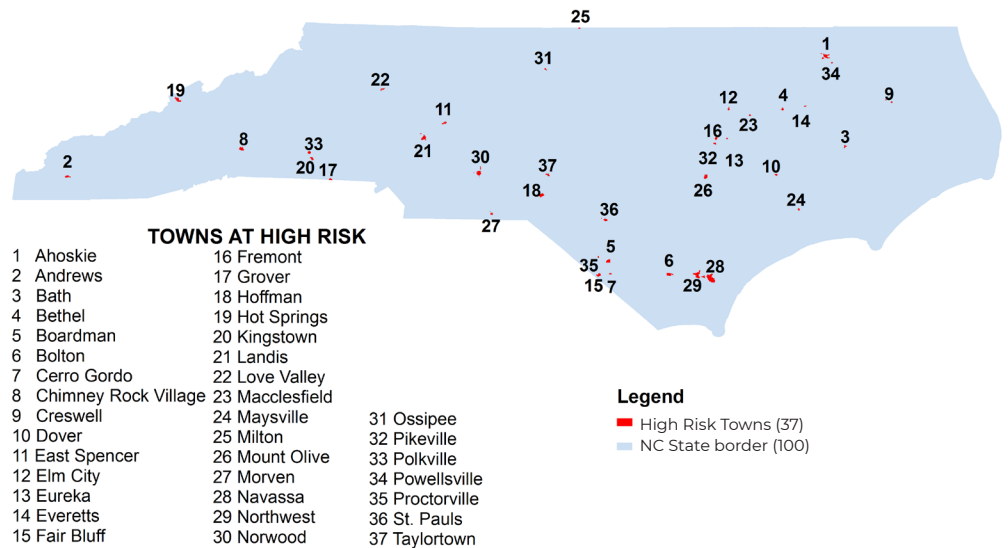 25
1
31
34
22
19
9
12
4
11
23
14
16
8
33
21
3
32
13
2
20
17
30
37
10
26
18
24
27
36
5
35
6
28
15
7
29
TOWNS AT HIGH RISK
1 Ahoskie
2 Andrews
3 Bath
4 Bethel
5 Boardman
6 Bolton
7 Cerro Gordo
8 Chimney Rock Village
9 Creswell
10 Dover
11 East Spencer
12 Elm City
13 Eureka
14 Everetts
15 Fair Bluff
16 Fremont
17 Grover
18 Hoffman
19 Hot Springs
20 Kingstown
21 Landis
22 Love Valley
23 Macclesfield
24 Maysville
25 Milton
26 Mount Olive
27 Morven
28 Navassa
29 Northwest
30 Norwood
31 Ossipee
32 Pikeville
33 Polkville
34 Powellsville
35 Proctorville
36 St. Pauls
37 Taylortown
Legend
High Risk Towns (37)
NC State border (100)